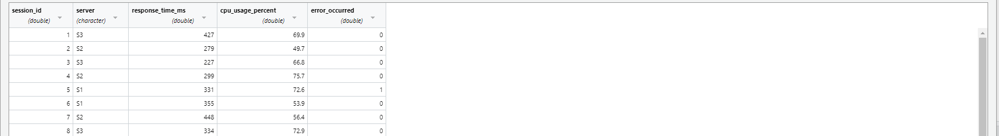 session_id server response_time_ms cpu_usage_percent error_occurred
(double) (character) (double) (double) (double)
1 S3 427 69.9 0
2 S2 279 49.7 0
3 S3 227 66.8 0
4 S2 299 75.7 0
5 S1 331 72.6 1
6 S1 355 53.9 0
7 S2 448 56.4 0
8 S3 334 72.9 0